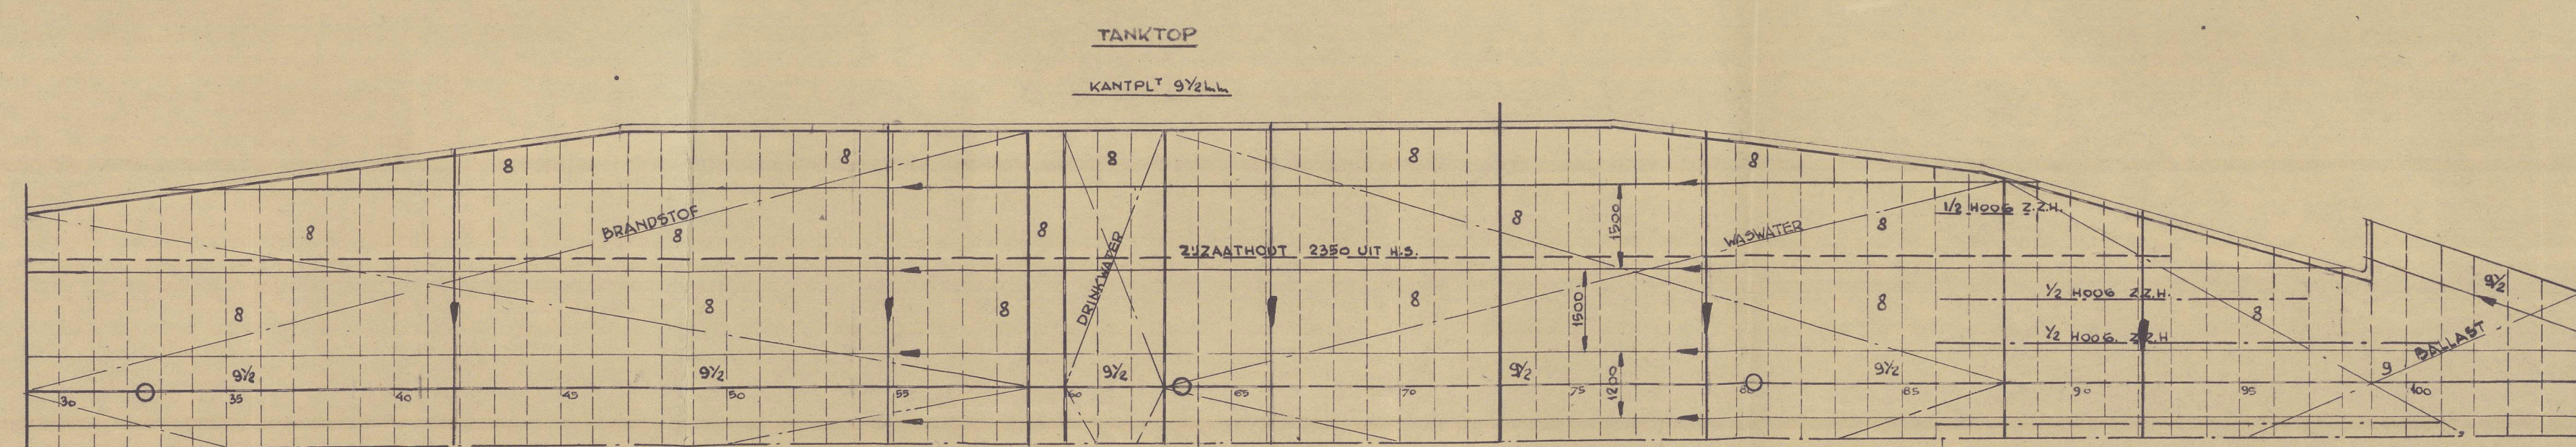 TANKTOP
KANTPLT 9½mm
8 8 8 8 8
8 BRANDSTOF 8 8 8 WASWATER 8 ½ HOOG Z.Z.H.
1500
DRINKWATER
ZIJZAATHOUT 2350 UIT H.S.
8 8 8 8 8 8
1500
½ HOOG Z.Z.H.
½ HOOG. Z.Z.H
9½
BALLAST
9½ 9½ 9½ 9½ 9½ 9
1200
30 35 40 45 50 55 60 65 70 75 80 85 90 95 100